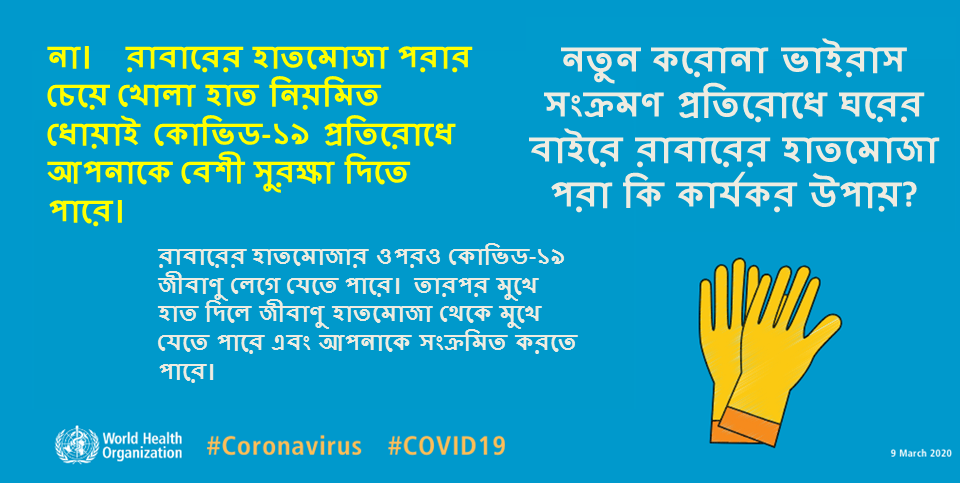 না। রাবারের হাতমোজা পরার
চেয়ে খোলা হাত নিয়মিত
ধোয়াই কোভিড-১৯ প্রতিরোধে
আপনাকে বেশী সুরক্ষা দিতে
পারে।
নতুন করোনা ভাইরাস
সংক্রমণ প্রতিরোধে ঘরের
বাইরে রাবারের হাতমোজা
পরা কি কার্যকর উপায়?
রাবারের হাতমোজার ওপরও কোভিড-১৯
জীবাণু লেগে যেতে পারে। তারপর মুখে
হাত দিলে জীবাণু হাতমোজা থেকে মুখে
যেতে পারে এবং আপনাকে সংক্রমিত করতে
পারে।
World Health
Organization
#Coronavirus #COVID19
9 March 2020